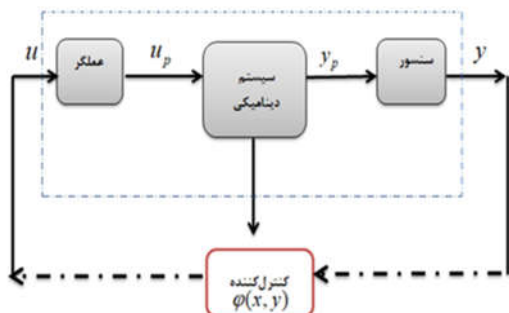 u
عملگر
u_p
سیستم
دینامیکی
y_p
سنسور
y
کنترل‌کننده
φ(x, y)